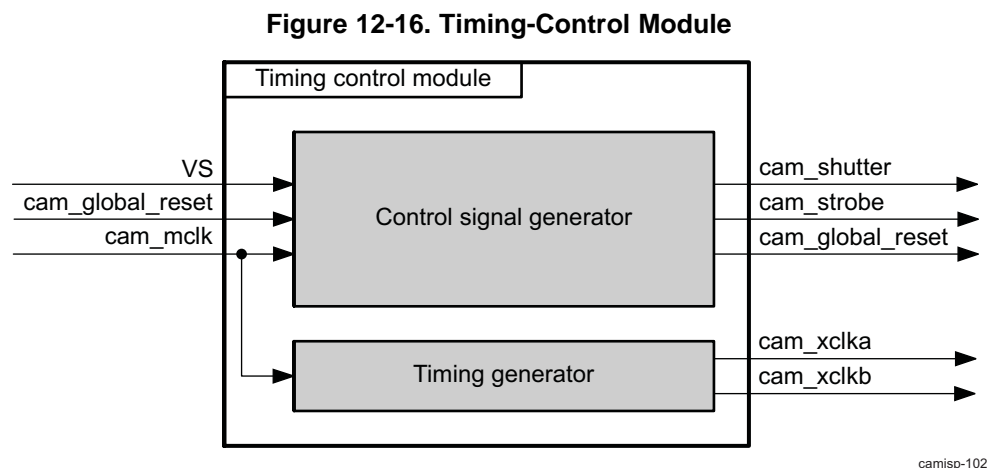 Figure 12-16. Timing-Control Module
Timing control module
VS
cam_global_reset
cam_mclk
Control signal generator
cam_shutter
cam_strobe
cam_global_reset
Timing generator
cam_xclka
cam_xclkb
camisp-102